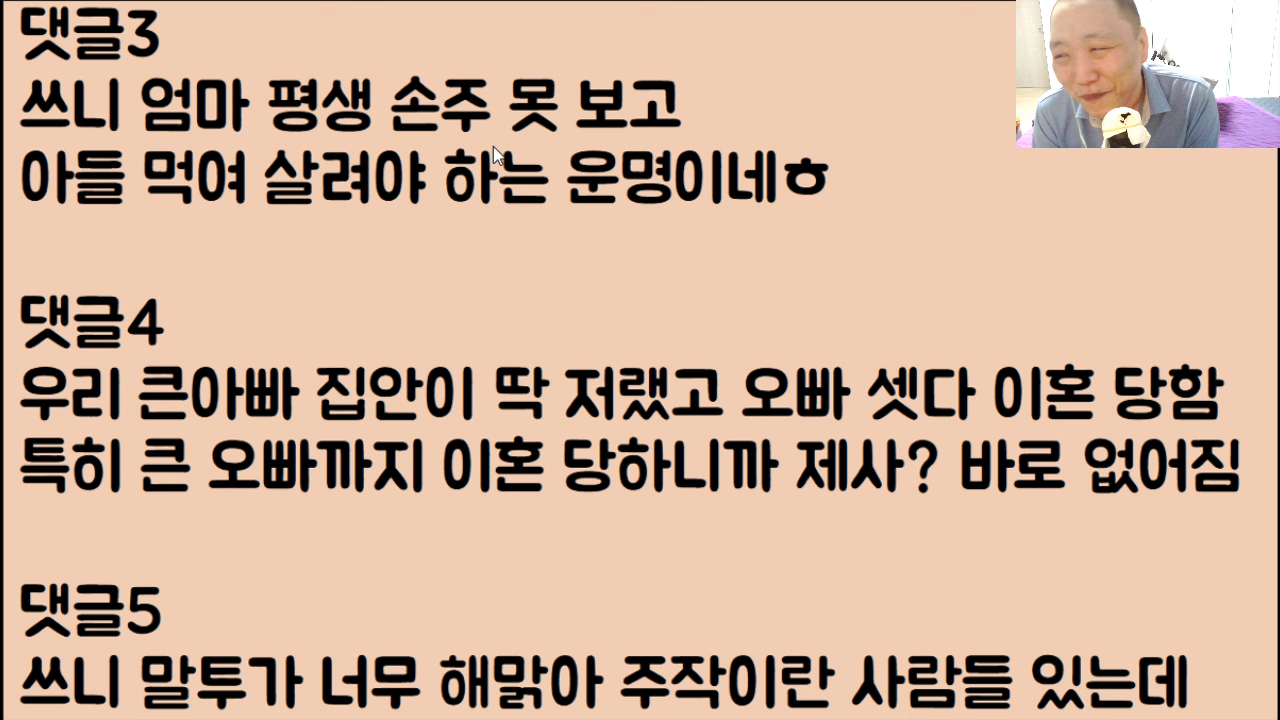 댓글3
쓰니 엄마 평생 손주 못 보고
아들 먹여 살려야 하는 운명이네ㅎ
댓글4
우리 큰아빠 집안이 딱 저랬고 오빠 셋다 이혼 당함
특히 큰 오빠까지 이혼 당하니까 제사? 바로 없어짐
댓글5
쓰니 말투가 너무 해맑아 주작이란 사람들 있는데